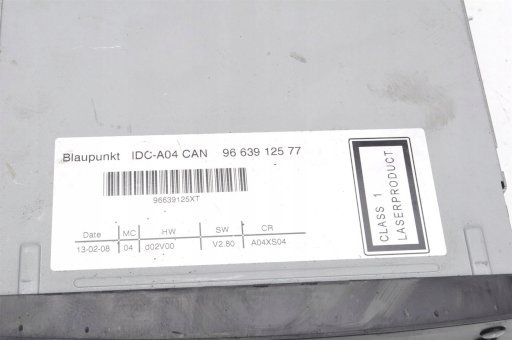 Blaupunkt IDC-A04 CAN 96 639 125 77
96639125XT
Date MC HW SW CR
13-02-08 04 d02V00 V2.80 A04XS04
CLASS 1
LASERPRODUCT